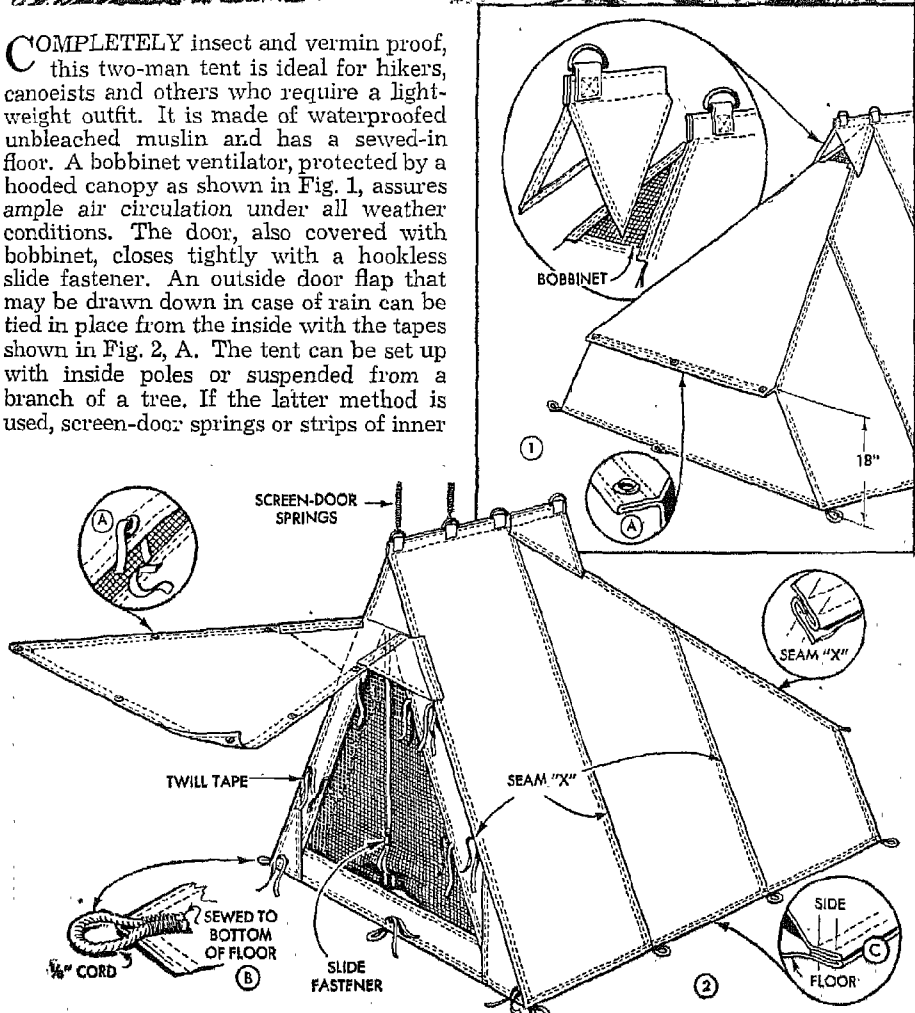 COMPLETELY insect and vermin proof,
this two-man tent is ideal for hikers,
canoeists and others who require a light-
weight outfit. It is made of waterproofed
unbleached muslin and has a sewed-in
floor. A bobbinet ventilator, protected by a
hooded canopy as shown in Fig. 1, assures
ample air circulation under all weather
conditions. The door, also covered with
bobbinet, closes tightly with a hookless
slide fastener. An outside door flap that
may be drawn down in case of rain can be
tied in place from the inside with the tapes
shown in Fig. 2, A. The tent can be set up
with inside poles or suspended from a
branch of a tree. If the latter method is
used, screen-door springs or strips of inner
BOBBINET
1
18"
A
SCREEN-DOOR
SPRINGS
A
SEAM "X"
TWILL TAPE
SEAM "X"
SEWED TO
BOTTOM
OF FLOOR
⅛" CORD
B
SLIDE
FASTENER
2
SIDE
C
FLOOR